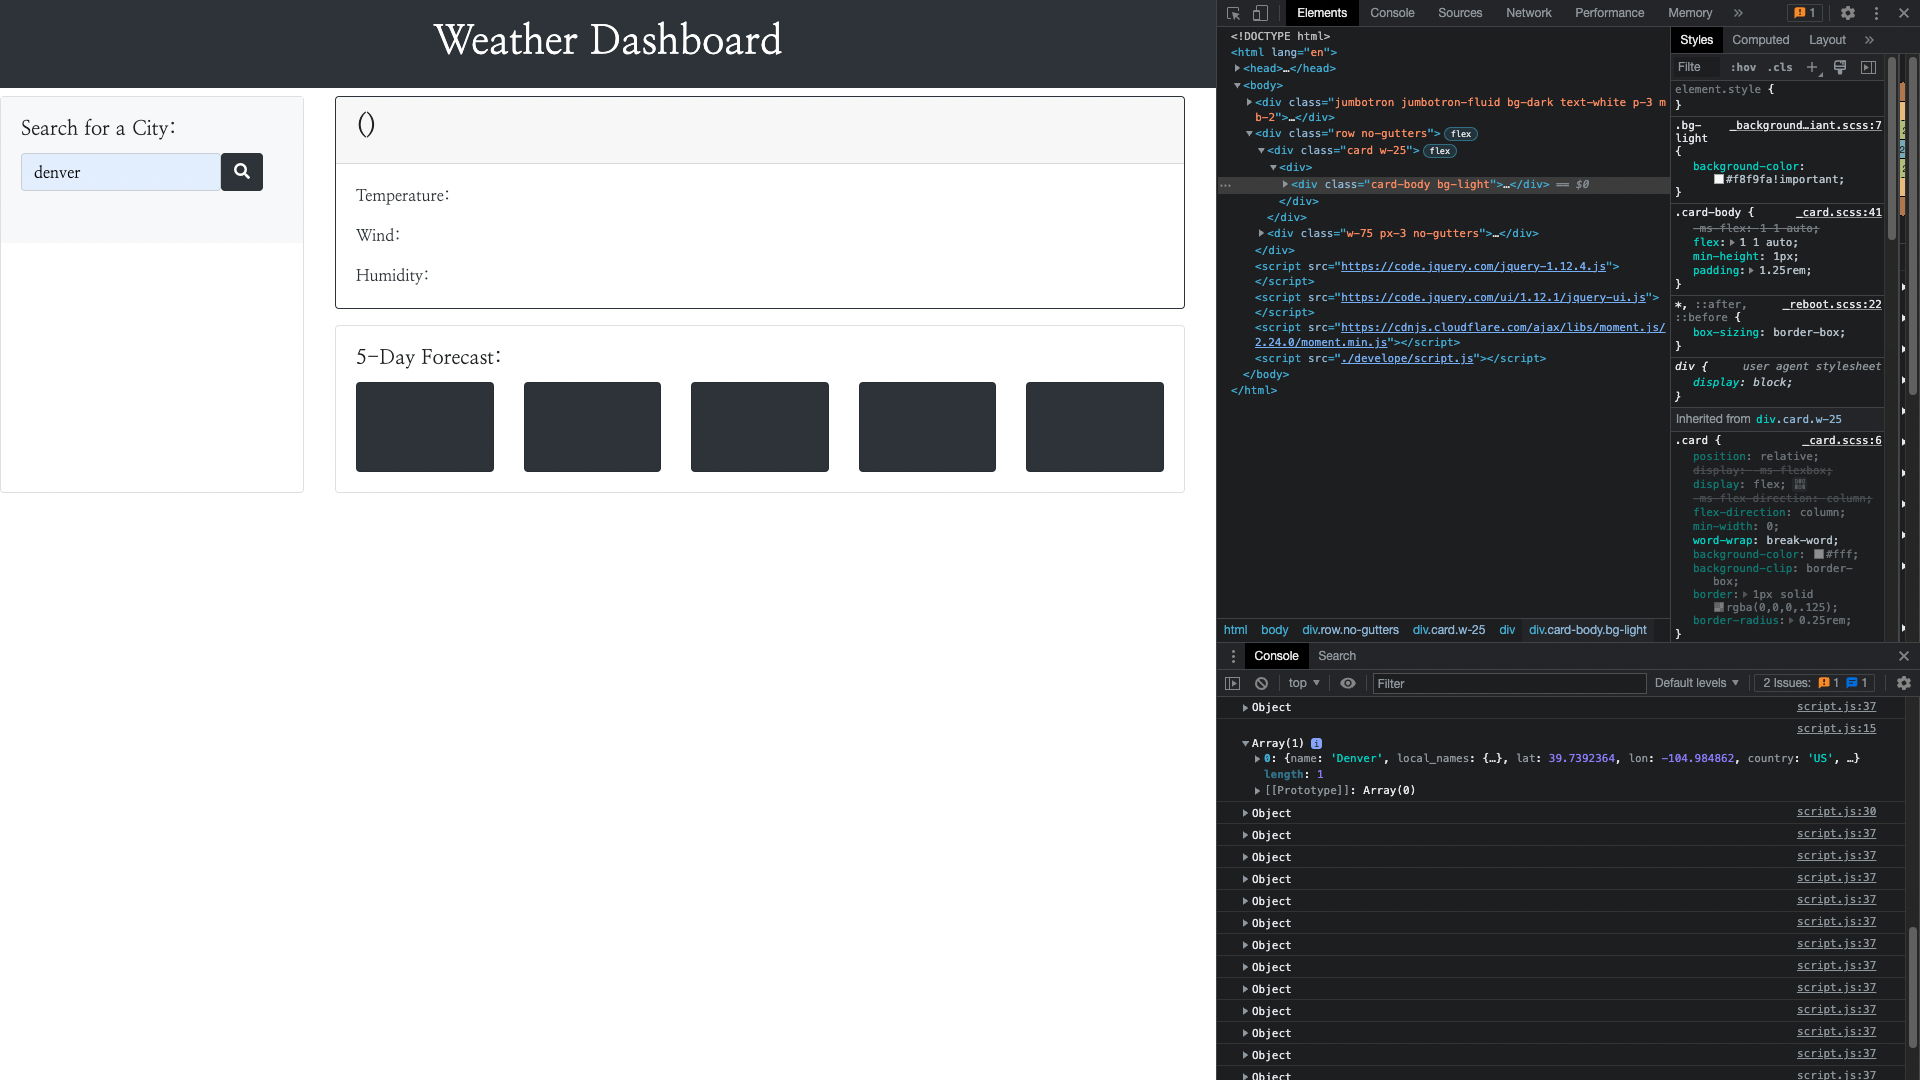 Weather Dashboard
Search for a City:
denver
()
Temperature:
Wind:
Humidity:
5-Day Forecast:
Elements Console Sources Network Performance Memory » 1
<!DOCTYPE html>
<html lang="en">
<head>…</head>
<body>
<div class="jumbotron jumbotron-fluid bg-dark text-white p-3 m
b-2">…</div>
<div class="row no-gutters"> flex
<div class="card w-25"> flex
<div>
<div class="card-body bg-light">…</div> == $0
</div>
</div>
<div class="w-75 px-3 no-gutters">…</div>
</div>
<script src="https://code.jquery.com/jquery-1.12.4.js">
</script>
<script src="https://code.jquery.com/ui/1.12.1/jquery-ui.js">
</script>
<script src="https://cdnjs.cloudflare.com/ajax/libs/moment.js/
2.24.0/moment.min.js"></script>
<script src="./develope/script.js"></script>
</body>
</html>
html body div.row.no-gutters div.card.w-25 div div.card-body.bg-light
Styles Computed Layout »
Filte :hov .cls +
element.style {
}
.bg-light { _background…iant.scss:7
background-color:
#f8f9fa!important;
}
.card-body { _card.scss:41
-ms-flex: 1 1 auto;
flex: 1 1 auto;
min-height: 1px;
padding: 1.25rem;
}
*, ::after, _reboot.scss:22
::before {
box-sizing: border-box;
}
div { user agent stylesheet
display: block;
}
Inherited from div.card.w-25
.card { _card.scss:6
position: relative;
display: -ms-flexbox;
display: flex;
-ms-flex-direction: column;
flex-direction: column;
min-width: 0;
word-wrap: break-word;
background-color: #fff;
background-clip: border-
box;
border: 1px solid
rgba(0,0,0,.125);
border-radius: 0.25rem;
}
Console Search
top Filter Default levels 2 Issues: 1 1
Object script.js:37
script.js:15
Array(1) i
0: {name: 'Denver', local_names: {…}, lat: 39.7392364, lon: -104.984862, country: 'US', …}
length: 1
[[Prototype]]: Array(0)
Object script.js:30
Object script.js:37
Object script.js:37
Object script.js:37
Object script.js:37
Object script.js:37
Object script.js:37
Object script.js:37
Object script.js:37
Object script.js:37
Object script.js:37
Object script.js:37
Object script.js:37